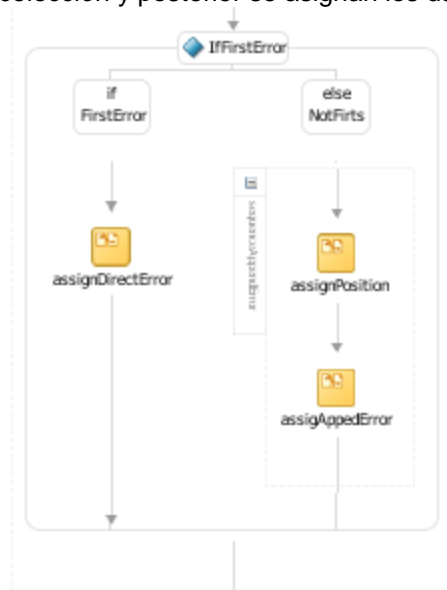 selección y posterior se asignan los
IfFirstError
if
FirstError
else
NotFirts
assignDirectError
assignPosition
assigAppedError